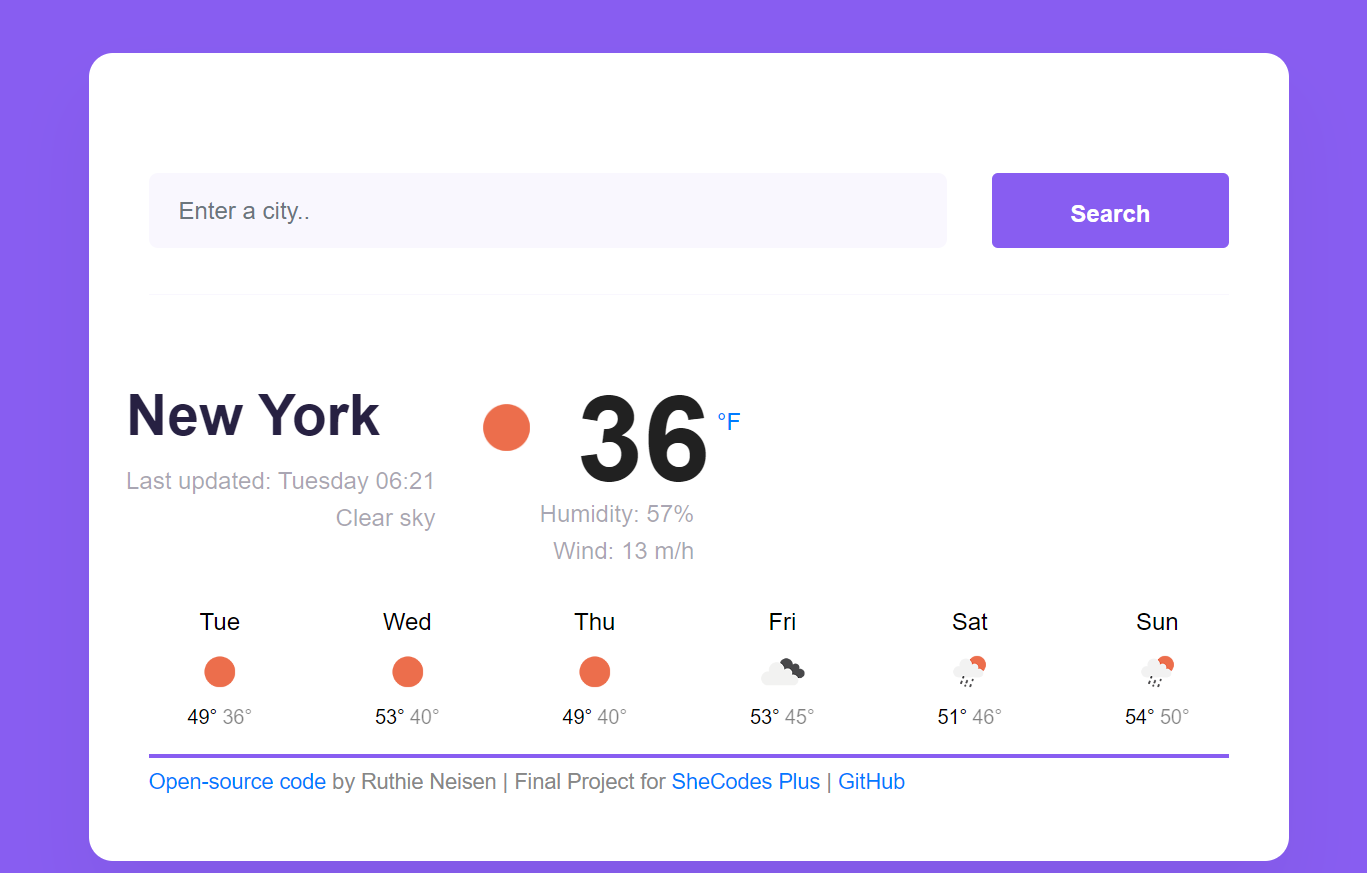 Enter a city..
Search
New York
36 °F
Last updated: Tuesday 06:21
Clear sky
Humidity: 57%
Wind: 13 m/h
Tue Wed Thu Fri Sat Sun
49° 36° 53° 40° 49° 40° 53° 45° 51° 46° 54° 50°
Open-source code by Ruthie Neisen | Final Project for SheCodes Plus | GitHub